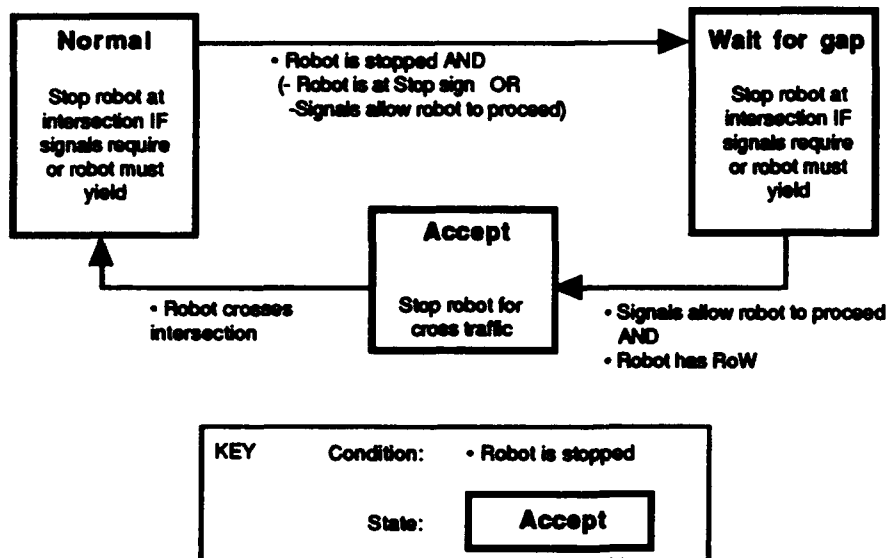 Normal
Stop robot at
intersection IF
signals require
or robot must
yield
• Robot is stopped AND
(- Robot is at Stop sign OR
-Signals allow robot to proceed)
Wait for gap
Stop robot at
intersection IF
signals require
or robot must
yield
Accept
Stop robot for
cross traffic
• Robot crosses
intersection
• Signals allow robot to proceed
AND
• Robot has RoW
KEY
Condition:
• Robot is stopped
State:
Accept